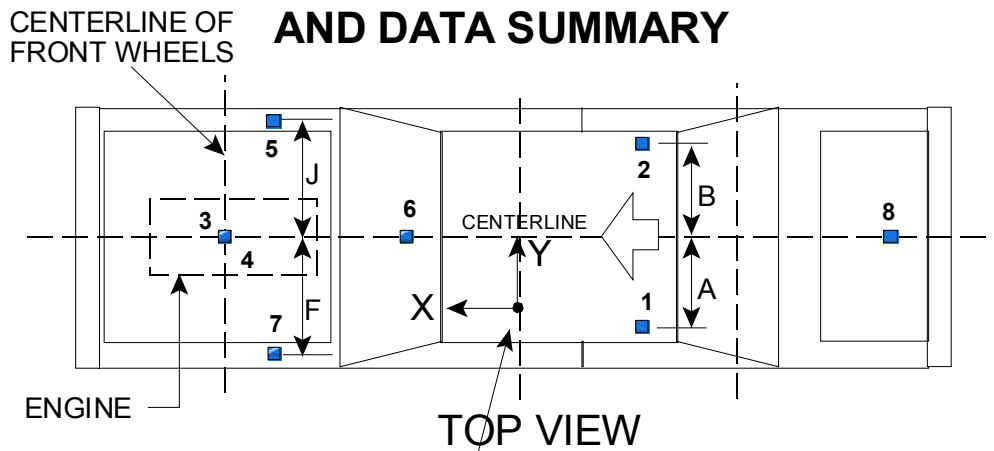 CENTERLINE OF
FRONT WHEELS
AND DATA SUMMARY
5
J
2
B
3
4
6
CENTERLINE
8
Y
X
F
7
1
A
ENGINE
TOP VIEW